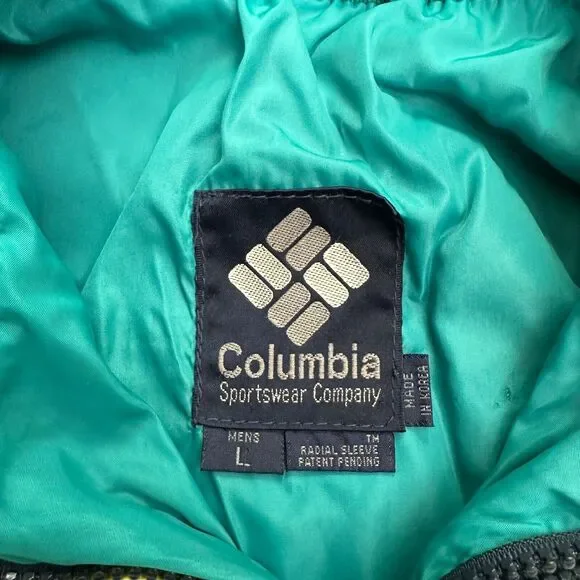 Columbia
Sportswear Company
MADE
IN KOREA
MENS
L
TM
RADIAL SLEEVE
PATENT PENDING